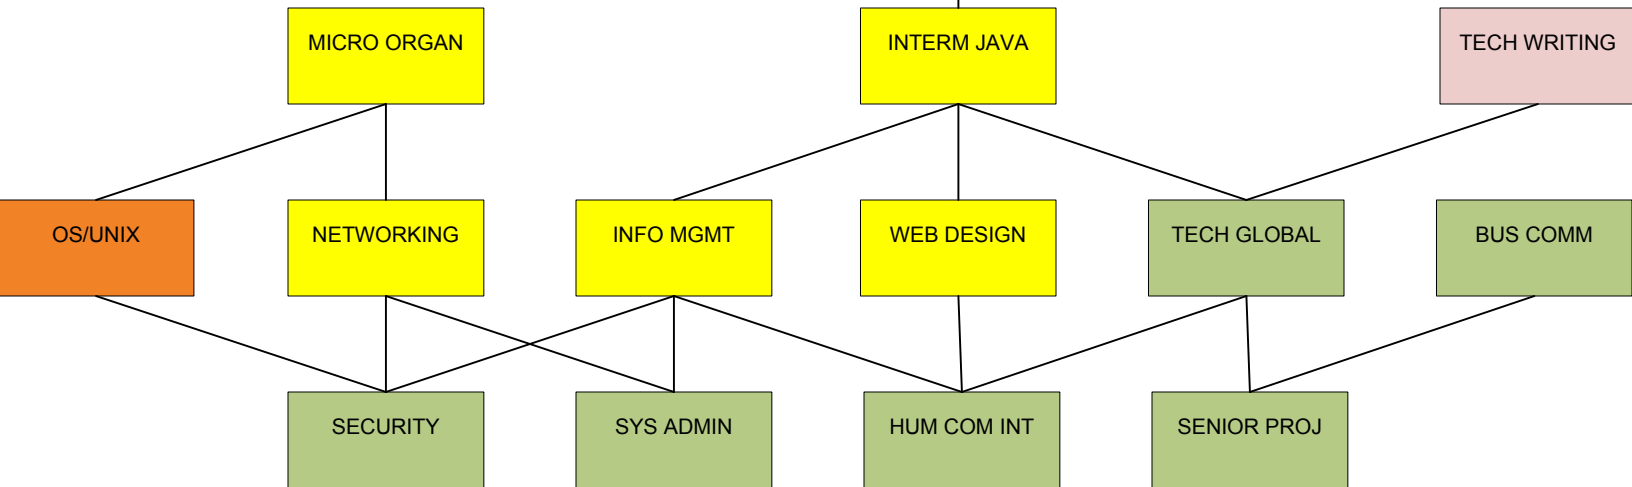 MICRO ORGAN
INTERM JAVA
TECH WRITING
OS/UNIX
NETWORKING
INFO MGMT
WEB DESIGN
TECH GLOBAL
BUS COMM
SECURITY
SYS ADMIN
HUM COM INT
SENIOR PROJ